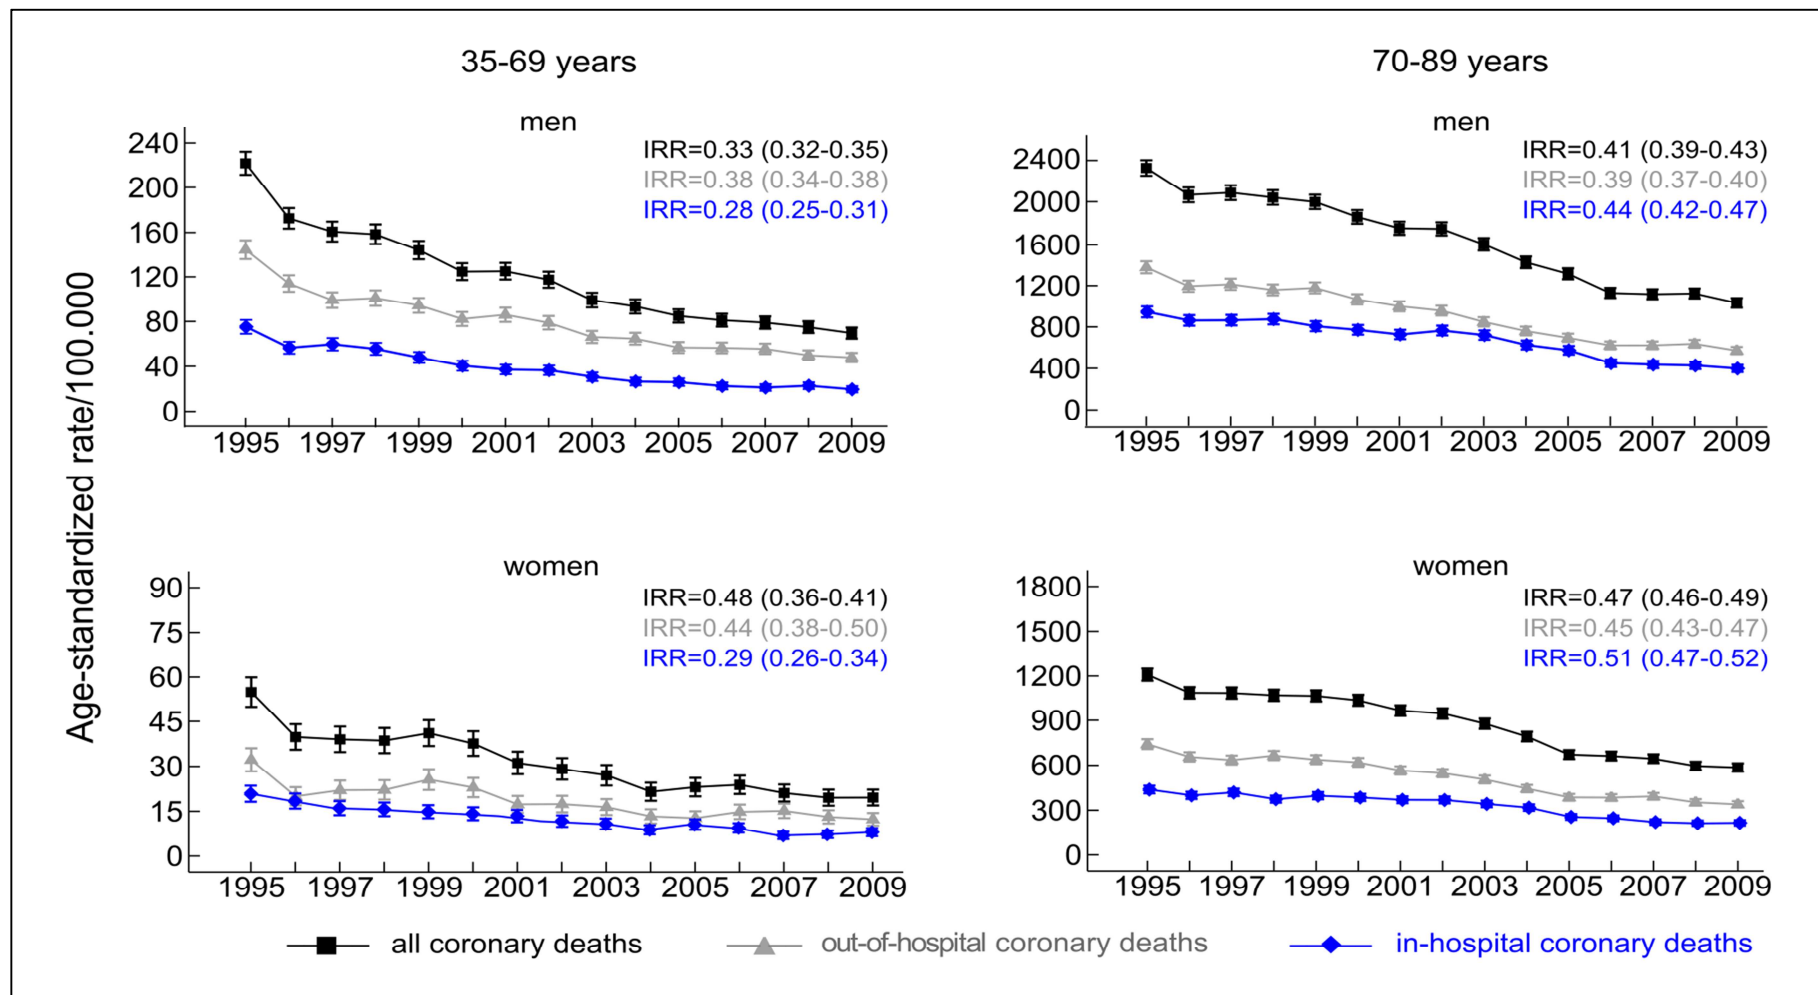 35-69 years
70-89 years
Age-standardized rate/100.000
men
IRR=0.33 (0.32-0.35)
IRR=0.38 (0.34-0.38)
IRR=0.28 (0.25-0.31)
240
200
160
120
80
40
0
1995 1997 1999 2001 2003 2005 2007 2009
men
IRR=0.41 (0.39-0.43)
IRR=0.39 (0.37-0.40)
IRR=0.44 (0.42-0.47)
2400
2000
1600
1200
800
400
0
1995 1997 1999 2001 2003 2005 2007 2009
women
IRR=0.48 (0.36-0.41)
IRR=0.44 (0.38-0.50)
IRR=0.29 (0.26-0.34)
90
75
60
45
30
15
0
1995 1997 1999 2001 2003 2005 2007 2009
women
IRR=0.47 (0.46-0.49)
IRR=0.45 (0.43-0.47)
IRR=0.51 (0.47-0.52)
1800
1500
1200
900
600
300
0
1995 1997 1999 2001 2003 2005 2007 2009
all coronary deaths
out-of-hospital coronary deaths
in-hospital coronary deaths